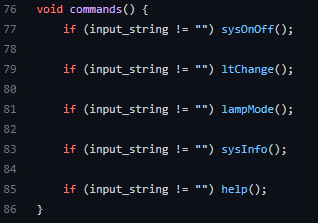 76 void commands() {
77 if (input_string != "") sysOnOff();
78
79 if (input_string != "") ltChange();
80
81 if (input_string != "") lampMode();
82
83 if (input_string != "") sysInfo();
84
85 if (input_string != "") help();
86 }